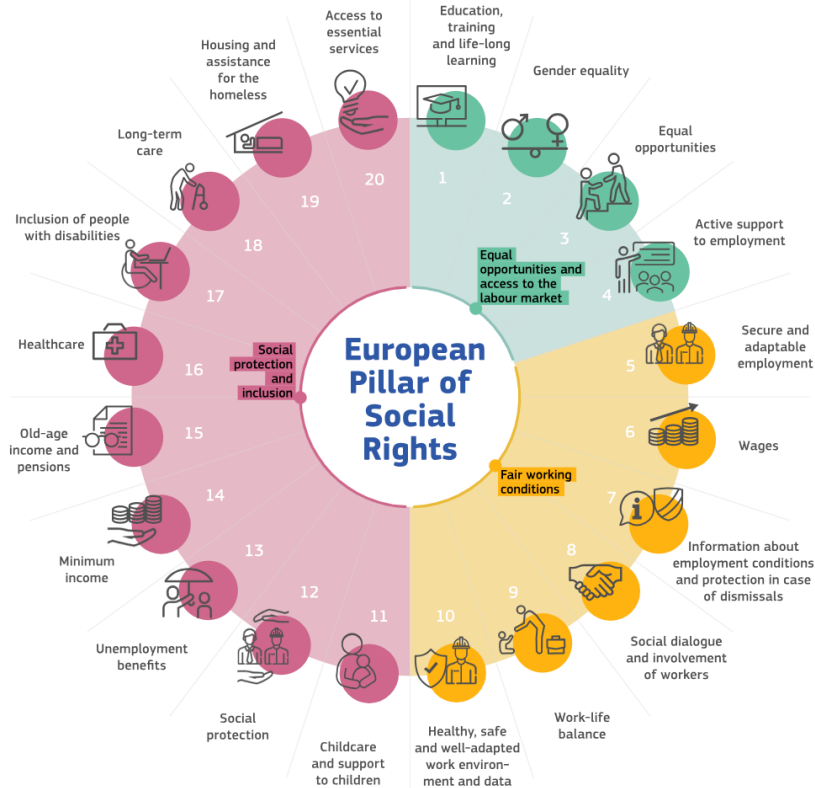 European
Pillar of
Social
Rights
Equal
opportunities and
access to the
labour market
1
Education,
training
and life-long
learning
2
Gender equality
3
Equal
opportunities
4
Active support
to employment
Fair working
conditions
5
Secure and
adaptable
employment
6
Wages
7
Information about
employment conditions
and protection in case
of dismissals
8
Social dialogue
and involvement
of workers
9
Work-life
balance
10
Healthy, safe
and well-adapted
work environ-
ment and data
Social
protection
and
inclusion
11
Childcare
and support
to children
12
Social
protection
13
Unemployment
benefits
14
Minimum
income
15
Old-age
income and
pensions
16
Healthcare
17
Inclusion of people
with disabilities
18
Long-term
care
19
Housing and
assistance
for the
homeless
20
Access to
essential
services
i